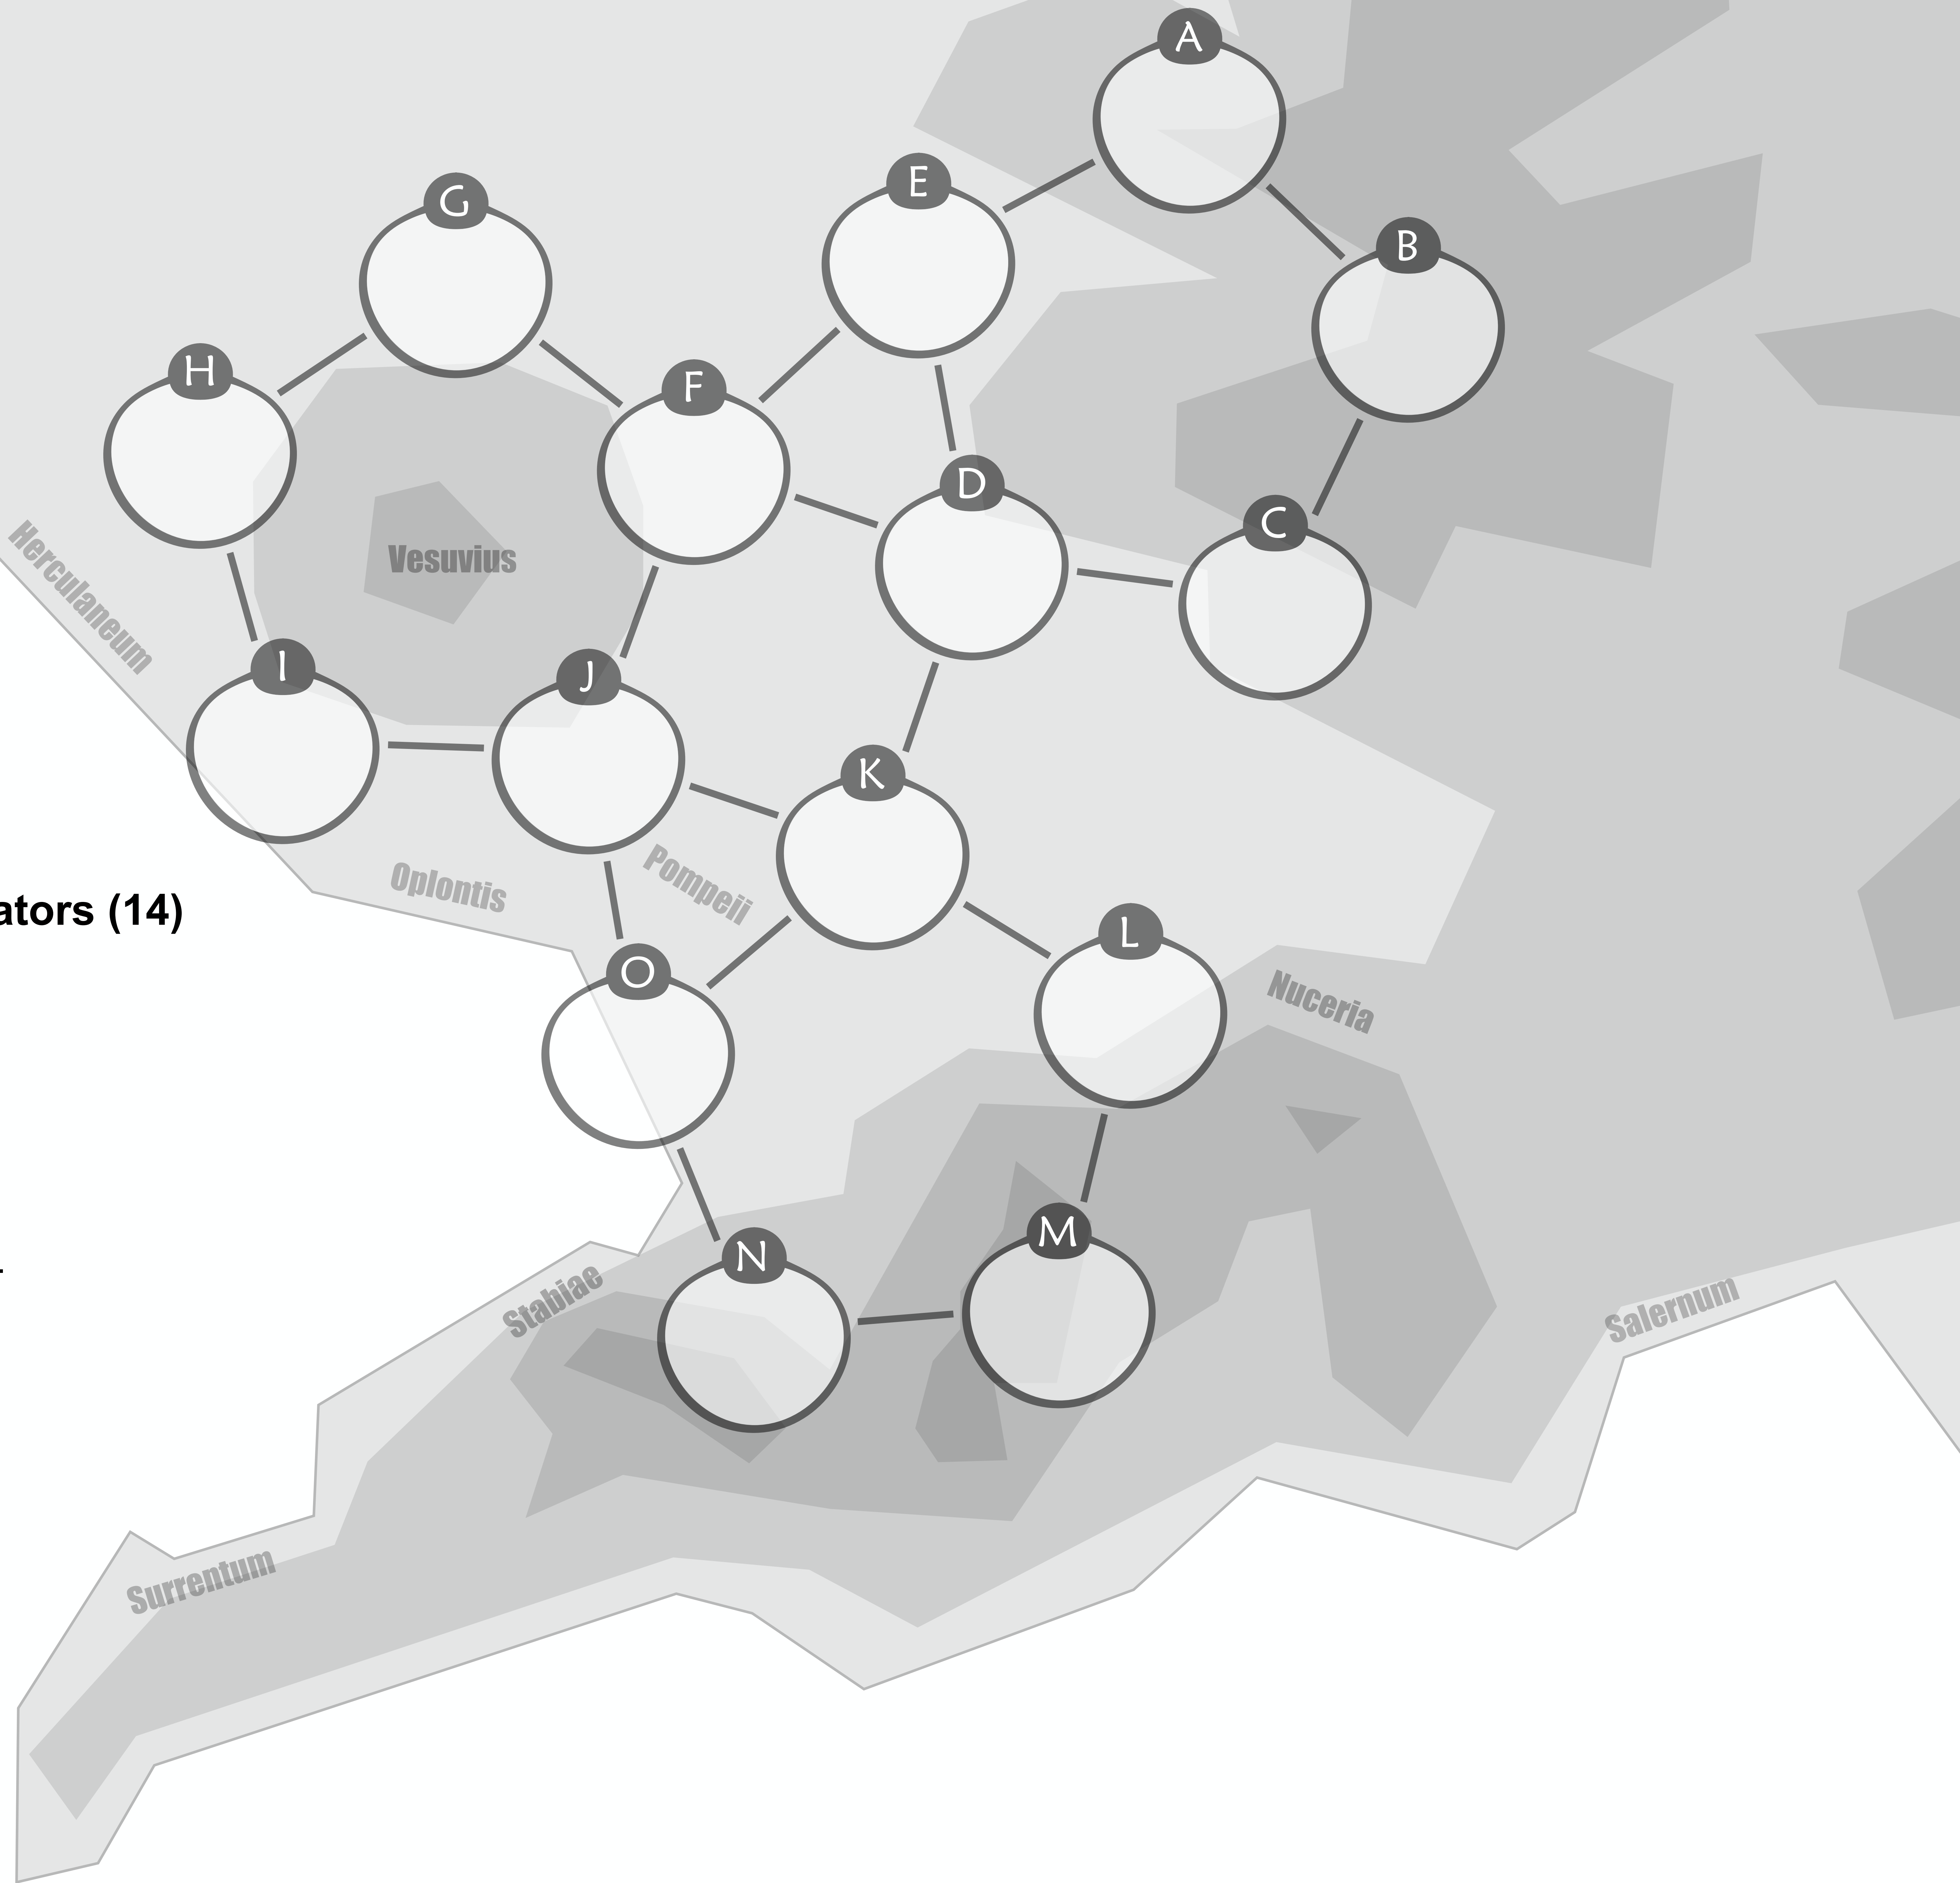 A
E
G
B
H
F
D
C
Herculaneum
Vesuvius
I
J
K
Oplontis
Pompeii
ators (14)
L
O
Nuceria
M
N
Stabiae
Salernum
Surrentum